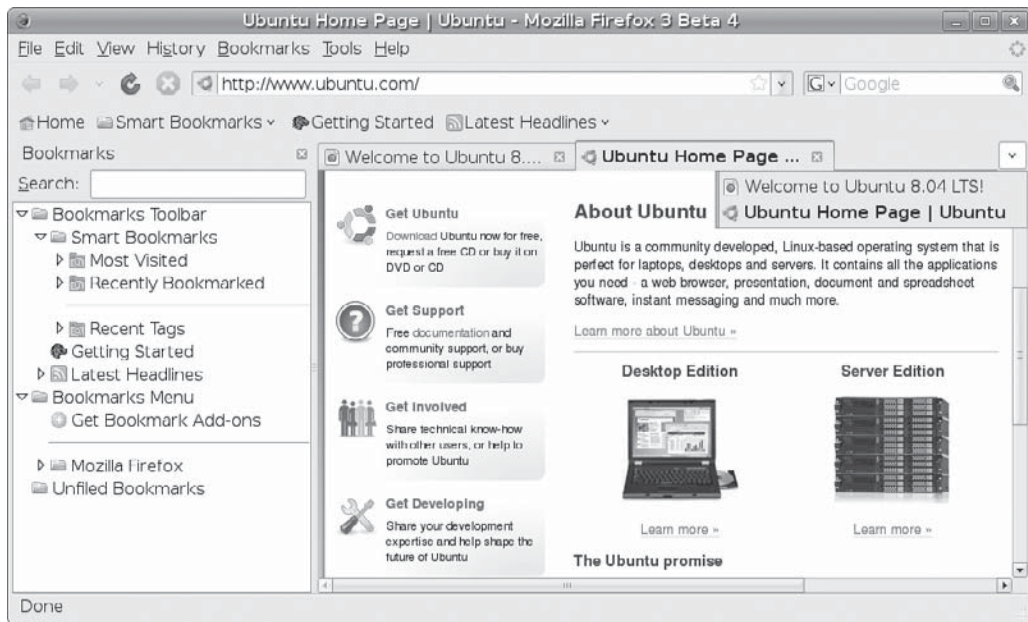 Ubuntu Home Page | Ubuntu - Mozilla Firefox 3 Beta 4
File Edit View History Bookmarks Tools Help
http://www.ubuntu.com/
G Google
Home Smart Bookmarks Getting Started Latest Headlines
Bookmarks
Search:
Bookmarks Toolbar
Smart Bookmarks
Most Visited
Recently Bookmarked
Recent Tags
Getting Started
Latest Headlines
Bookmarks Menu
Get Bookmark Add-ons
Mozilla Firefox
Unfiled Bookmarks
Welcome to Ubuntu 8....
Ubuntu Home Page ...
Welcome to Ubuntu 8.04 LTS!
Ubuntu Home Page | Ubuntu
Get Ubuntu
Download Ubuntu now for free,
request a free CD or buy it on
DVD or CD
Get Support
Free documentation and
community support, or buy
professional support
Get Involved
Share technical know-how
with other users, or help to
promote Ubuntu
Get Developing
Share your development
expertise and help shape the
future of Ubuntu
About Ubuntu
Ubuntu is a community developed, Linux-based operating system that is
perfect for laptops, desktops and servers. It contains all the applications
you need - a web browser, presentation, document and spreadsheet
software, instant messaging and much more.
Learn more about Ubuntu »
Desktop Edition
Learn more »
Server Edition
Learn more »
The Ubuntu promise
Done